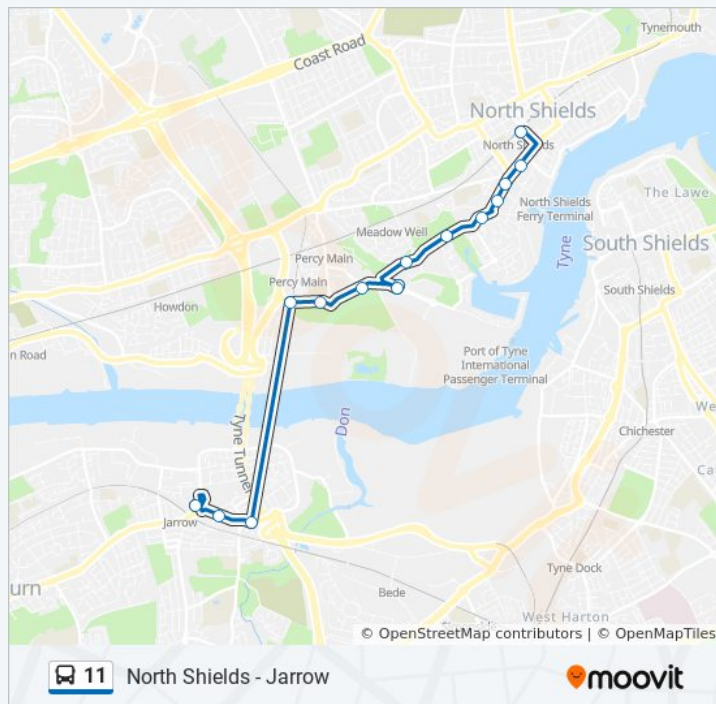 Tynemouth
Coast Road
North Shields
North Shields
The Lawe
North Shields
Ferry Terminal
Meadow Well
Tyne
South Shields
Percy Main
Percy Main
South Shields
Howdon
n Road
Port of Tyne
International
Passenger Terminal
Don
Tyne Tunnel
Chichester
Jarrow
Tyne Dock
urn
Bede
West Harton
© OpenStreetMap contributors | © OpenMapTiles
11 North Shields - Jarrow
moovit